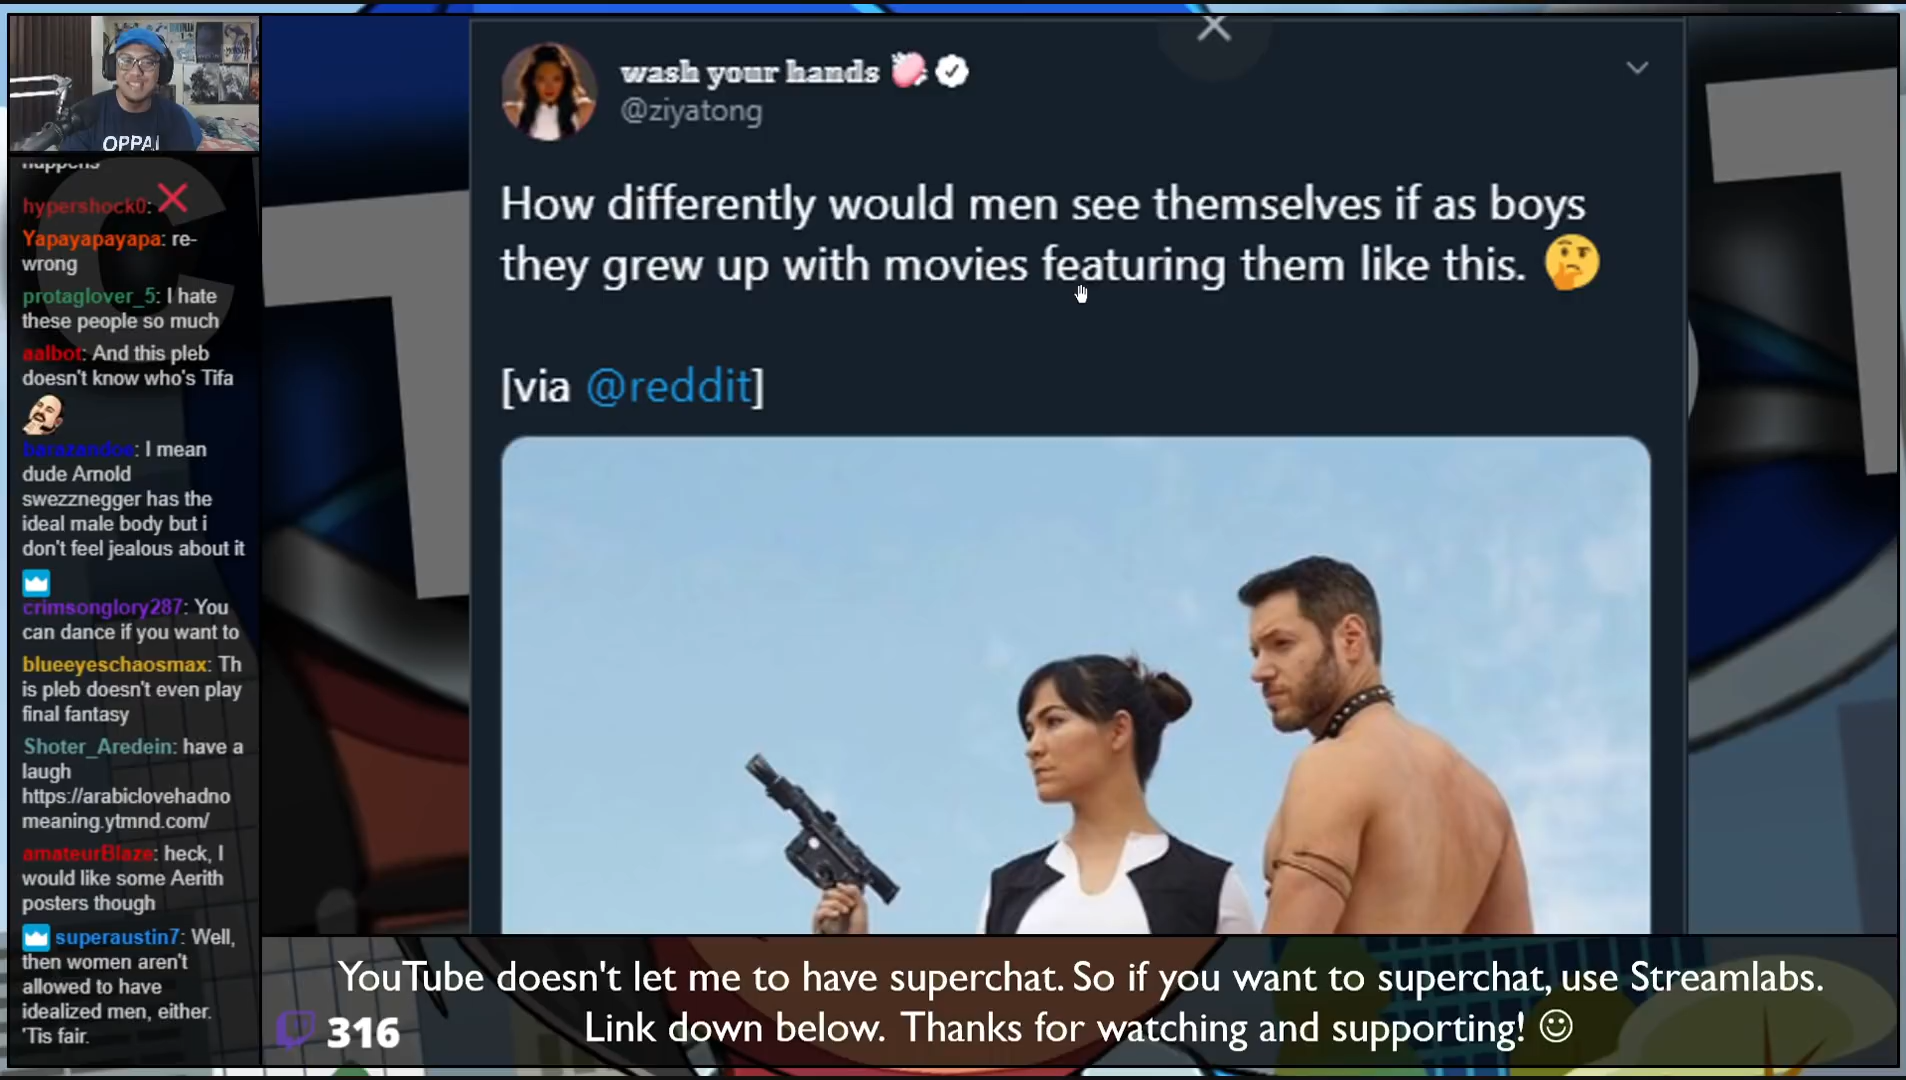 OPPAI
happens
hypershock0:
Yapayapayapa: re-
wrong
protaglover_5: I hate
these people so much
aalbot: And this pleb
doesn't know who's Tifa
barazandoe: I mean
dude Arnold
swezznegger has the
ideal male body but i
don't feel jealous about it
crimsonglory287: You
can dance if you want to
blueeyeschaosmax: Th
is pleb doesn't even play
final fantasy
Shoter_Aredein: have a
laugh
https://arabiclovehadno
meaning.ytmnd.com/
amateurBlaze: heck, I
would like some Aerith
posters though
superaustin7: Well,
then women aren't
allowed to have
idealized men, either.
'Tis fair.
wash your hands
@ziyatong
How differently would men see themselves if as boys
they grew up with movies featuring them like this. 🤔
[via @reddit]
YouTube doesn't let me to have superchat. So if you want to superchat, use Streamlabs.
Link down below. Thanks for watching and supporting! ☺
316